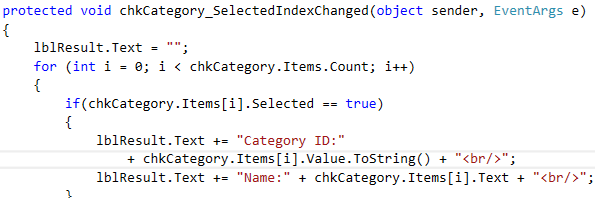 protected void chkCategory_SelectedIndexChanged(object sender, EventArgs e)
{
lblResult.Text = "";
for (int i = 0; i < chkCategory.Items.Count; i++)
{
if(chkCategory.Items[i].Selected == true)
{
lblResult.Text += "Category ID:"
+ chkCategory.Items[i].Value.ToString() + "<br/>";
lblResult.Text += "Name:" + chkCategory.Items[i].Text + "<br/>";
}